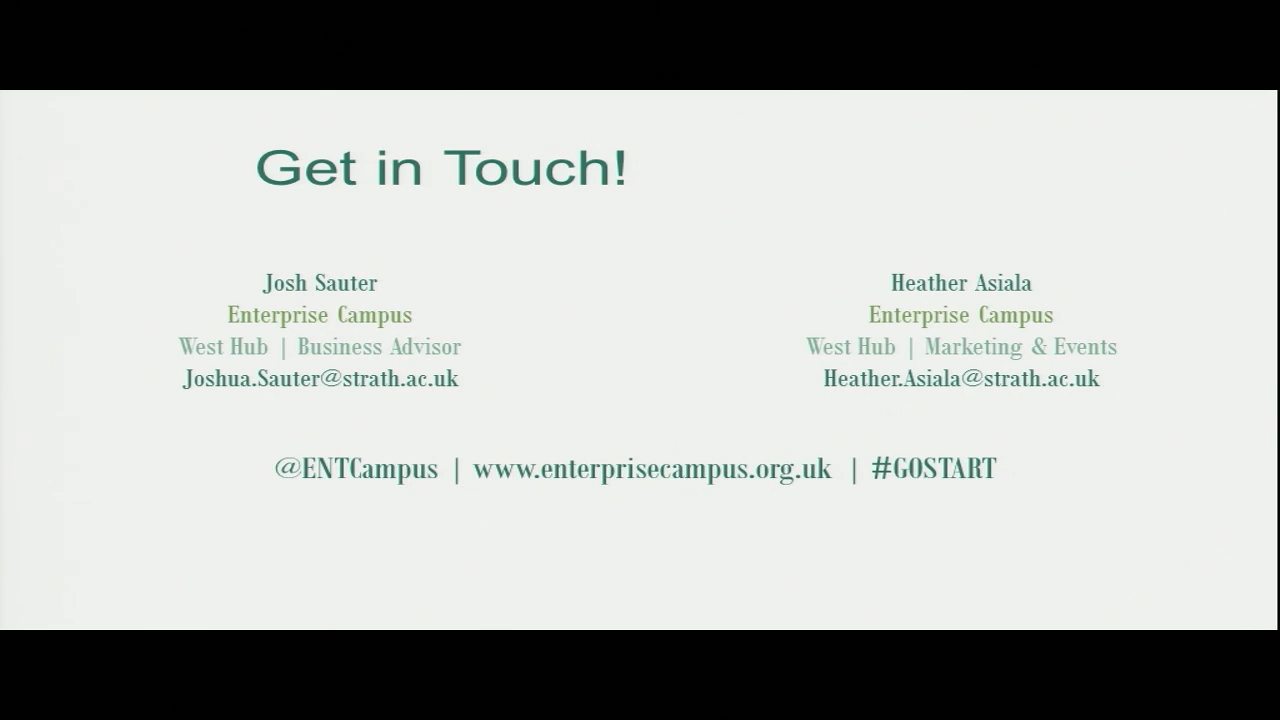 Get in Touch!
Josh Sauter
Enterprise Campus
West Hub | Business Advisor
Joshua.Sauter@strath.ac.uk
Heather Asiala
Enterprise Campus
West Hub | Marketing & Events
Heather.Asiala@strath.ac.uk
@ENTCampus | www.enterprisecampus.org.uk | #GOSTART